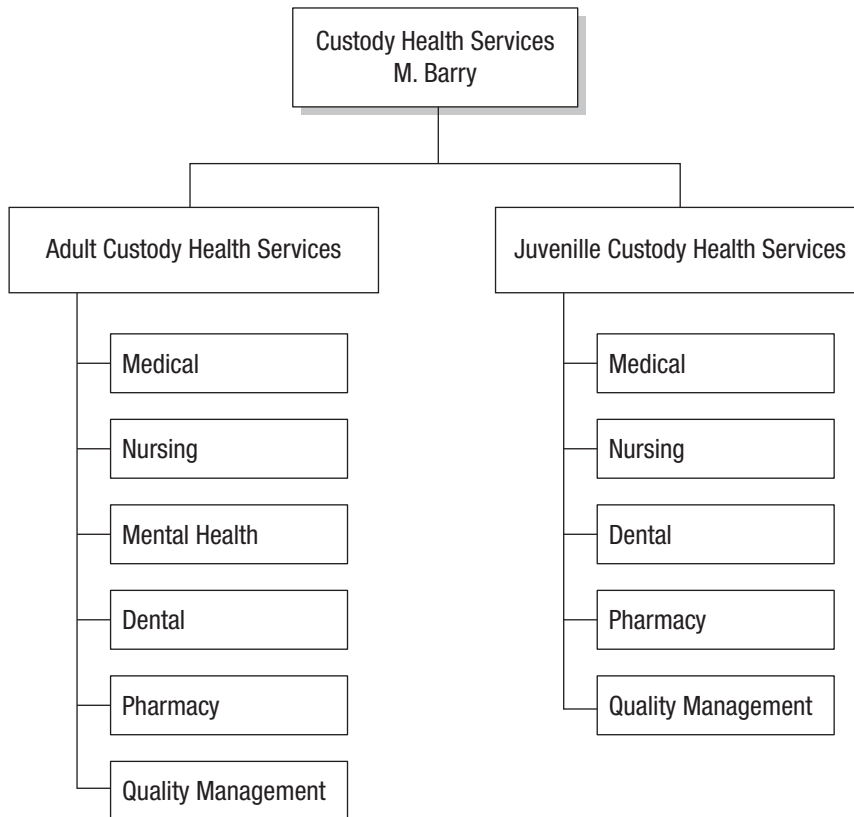 Custody Health Services
M. Barry
Adult Custody Health Services
Medical
Nursing
Mental Health
Dental
Pharmacy
Quality Management
Juvenille Custody Health Services
Medical
Nursing
Dental
Pharmacy
Quality Management